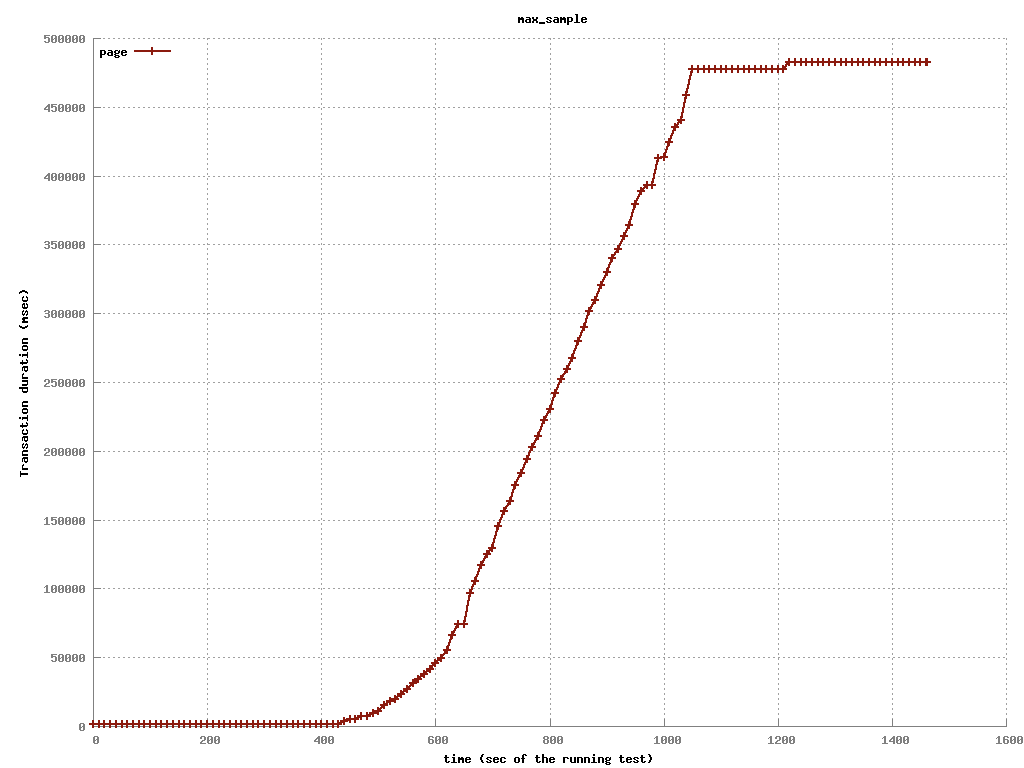 max_sample
page
500000
450000
400000
350000
300000
250000
200000
150000
100000
50000
0
Transaction duration (msec)
0 200 400 600 800 1000 1200 1400 1600
time (sec of the running test)